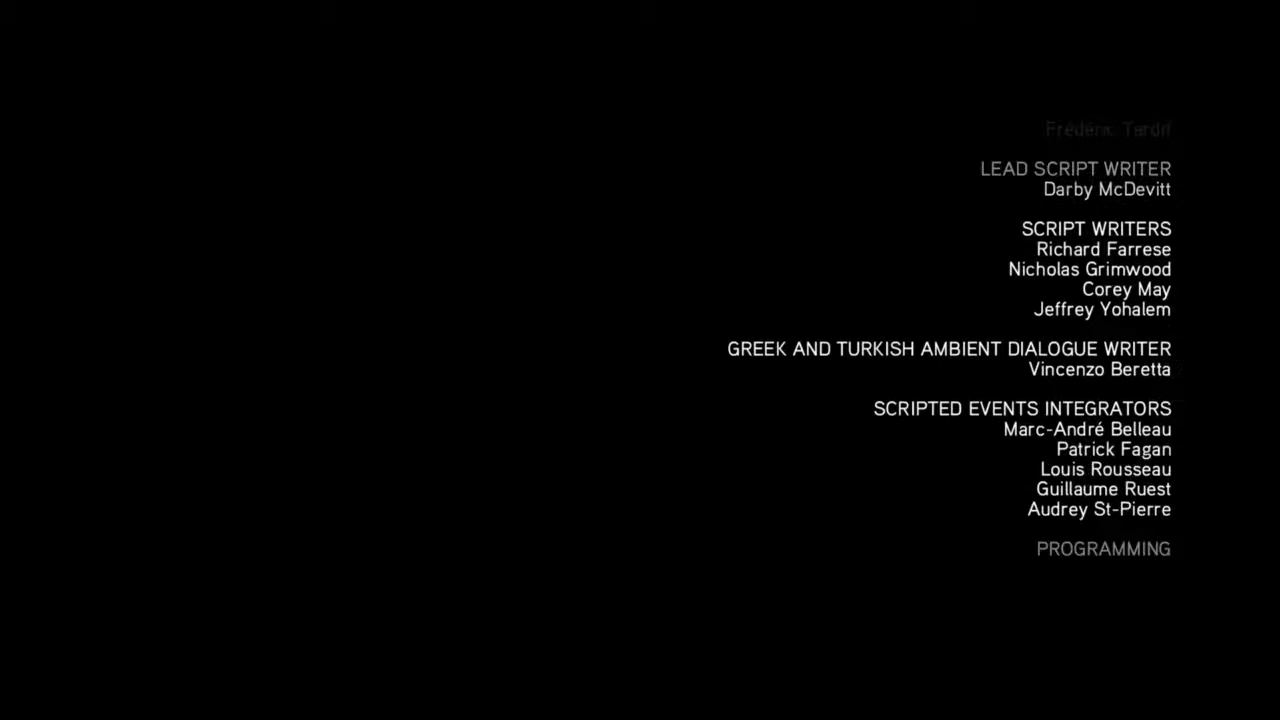 Frédéric Tardif
LEAD SCRIPT WRITER
Darby McDevitt
SCRIPT WRITERS
Richard Farrese
Nicholas Grimwood
Corey May
Jeffrey Yohalem
GREEK AND TURKISH AMBIENT DIALOGUE WRITER
Vincenzo Beretta
SCRIPTED EVENTS INTEGRATORS
Marc-André Belleau
Patrick Fagan
Louis Rousseau
Guillaume Ruest
Audrey St-Pierre
PROGRAMMING